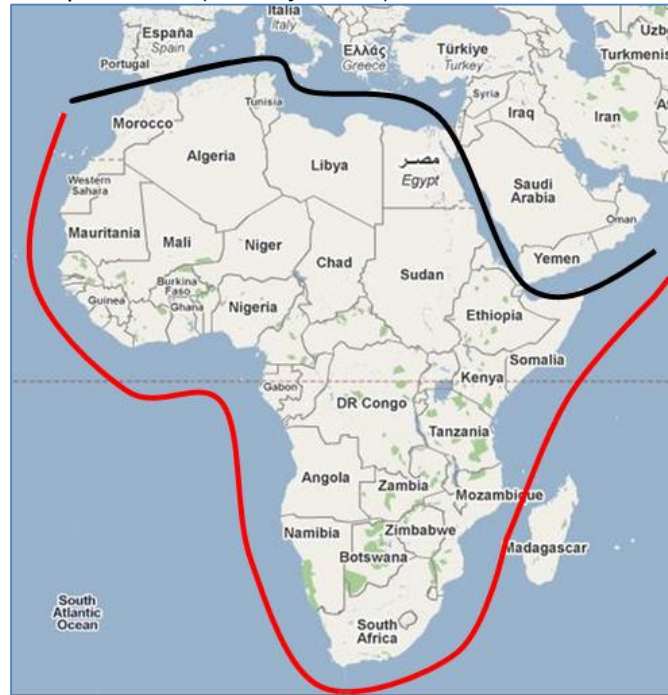 Italia
Italy
España
Spain
Portugal
Ελλάς
Greece
Türkiye
Turkey
Uzb
Turkmenis
Syria
Iraq
Iran
Tunisia
Morocco
Algeria
Libya
مصر
Egypt
Saudi
Arabia
Western
Sahara
Oman
Yemen
Mauritania
Mali
Niger
Chad
Sudan
Burkina
Faso
Guinea
Ghana
Nigeria
Ethiopia
Somalia
Gabon
Kenya
DR Congo
Tanzania
Angola
Zambia
Mozambique
Namibia
Zimbabwe
Botswana
Madagascar
South
Atlantic
Ocean
South
Africa